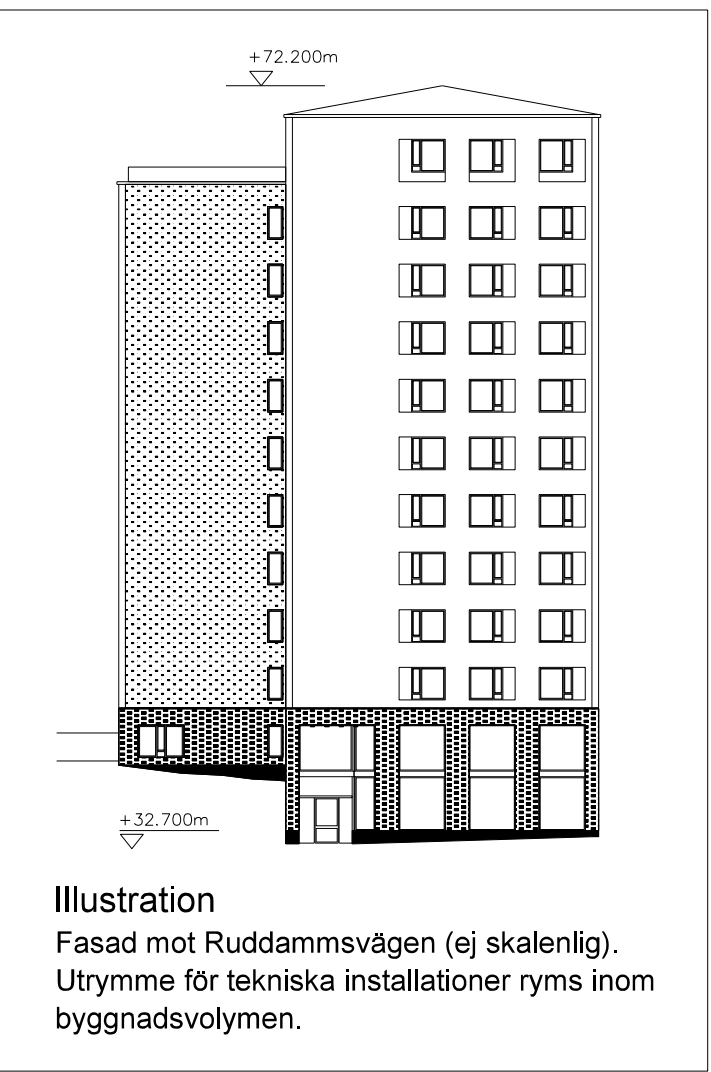 +72.200m
+32.700m
Illustration
Fasad mot Ruddammsvägen (ej skalenlig).
Utrymme för tekniska installationer ryms inom
byggnadsvolymen.